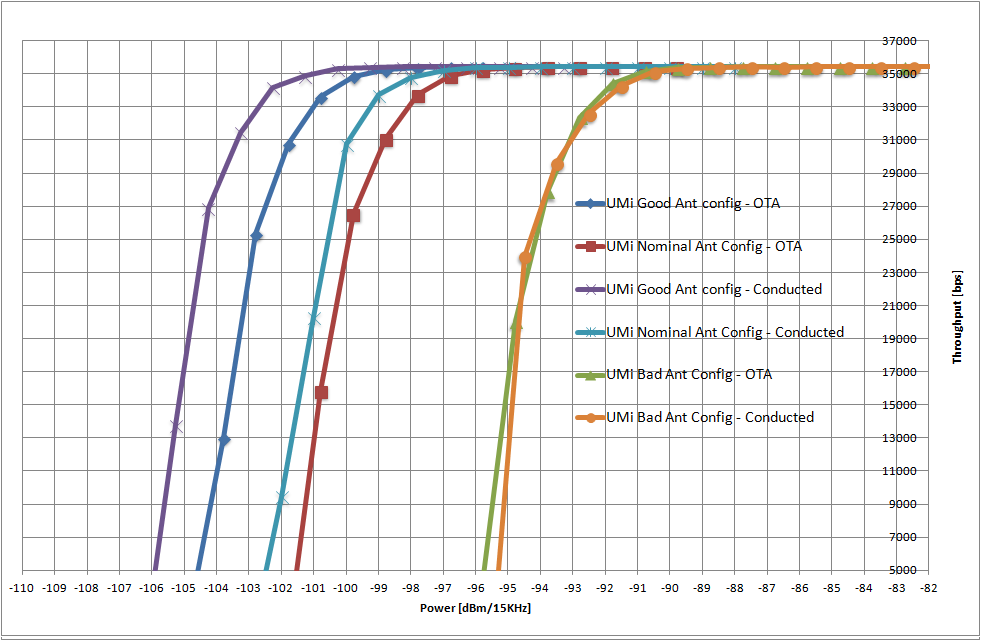 37000
35000
33000
31000
29000
27000
25000
23000
21000
19000
17000
15000
13000
11000
9000
7000
5000
Throughput [bps]
UMi Good Ant config - OTA
UMi Nominal Ant Config - OTA
UMi Good Ant config - Conducted
UMi Nominal Ant Config - Conducted
UMi Bad Ant Config - OTA
UMi Bad Ant Config - Conducted
-110 -109 -108 -107 -106 -105 -104 -103 -102 -101 -100 -99 -98 -97 -96 -95 -94 -93 -92 -91 -90 -89 -88 -87 -86 -85 -84 -83 -82
Power [dBm/15KHz]